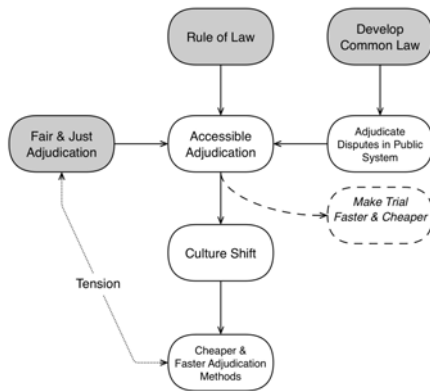 Rule of Law
Develop
Common Law
Fair & Just
Adjudication
Accessible
Adjudication
Adjudicate
Disputes in Public
System
Make Trial
Faster & Cheaper
Culture Shift
Tension
Cheaper &
Faster Adjudication
Methods